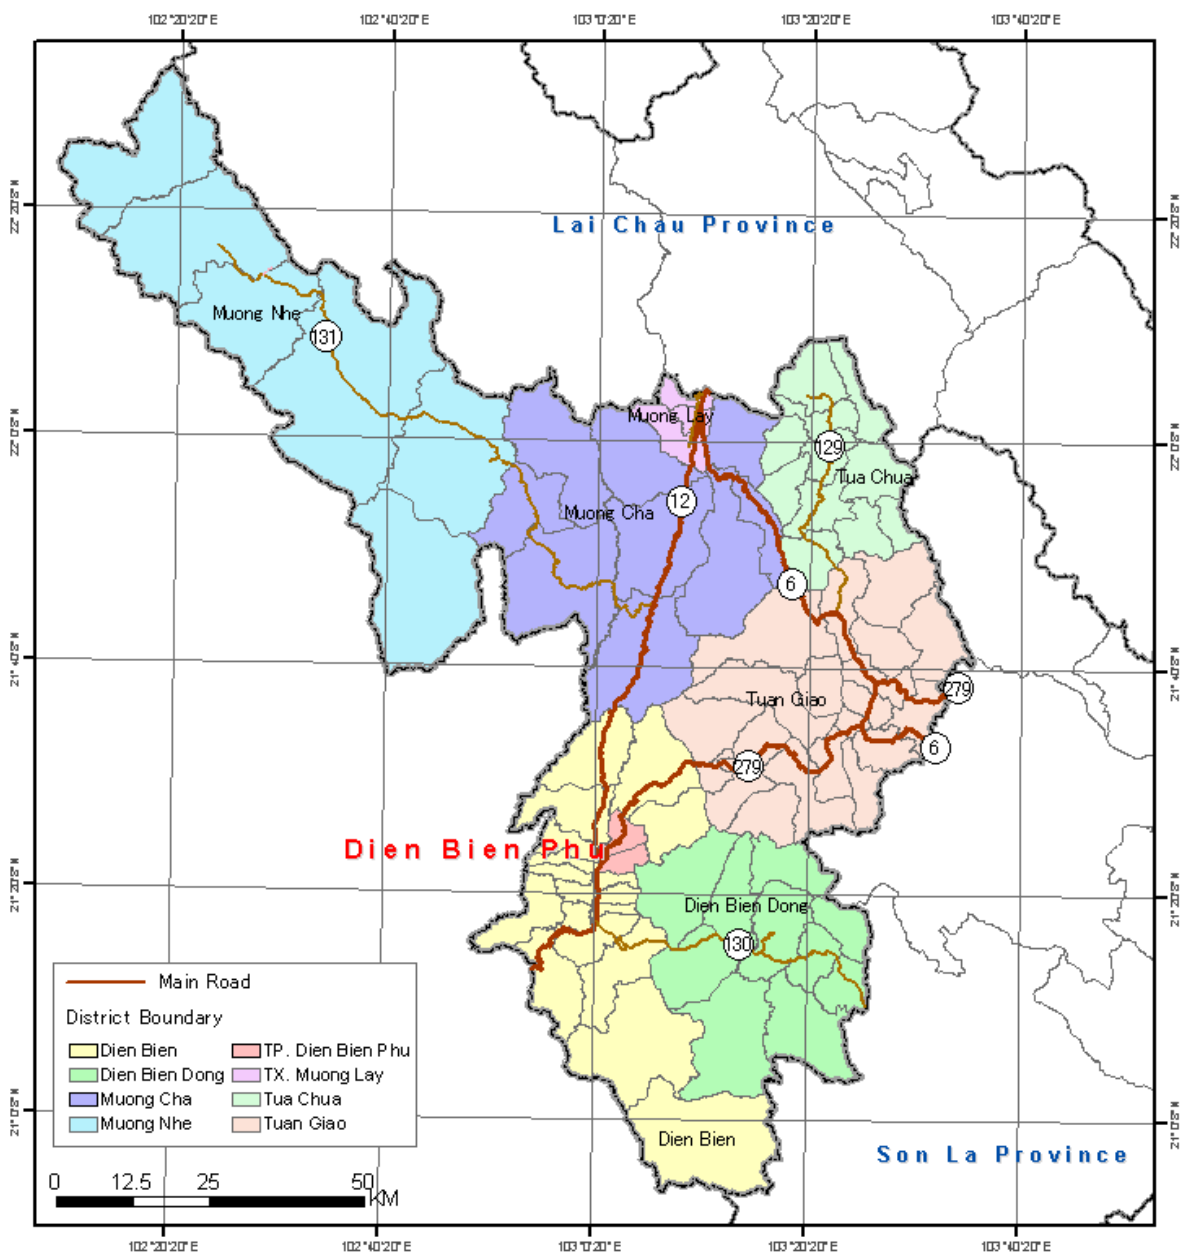 102°20'20"E 102°40'20"E 103°0'20"E 103°20'20"E 103°40'20"E
Lai Chau Province
Muong Nhe
131
Muong Lay
129
Tua Chua
12
Muong Cha
6
279
Tuan Giao
6
279
Dien Bien Phu
Dien Bien Dong
130
Main Road
District Boundary
Dien Bien TP. Dien Bien Phu
Dien Bien Dong TX. Muong Lay
Muong Cha Tua Chua
Muong Nhe Tuan Giao
Dien Bien
Son La Province
0 12.5 25 50
KM
102°20'20"E 102°40'20"E 103°0'20"E 103°20'20"E 103°40'20"E